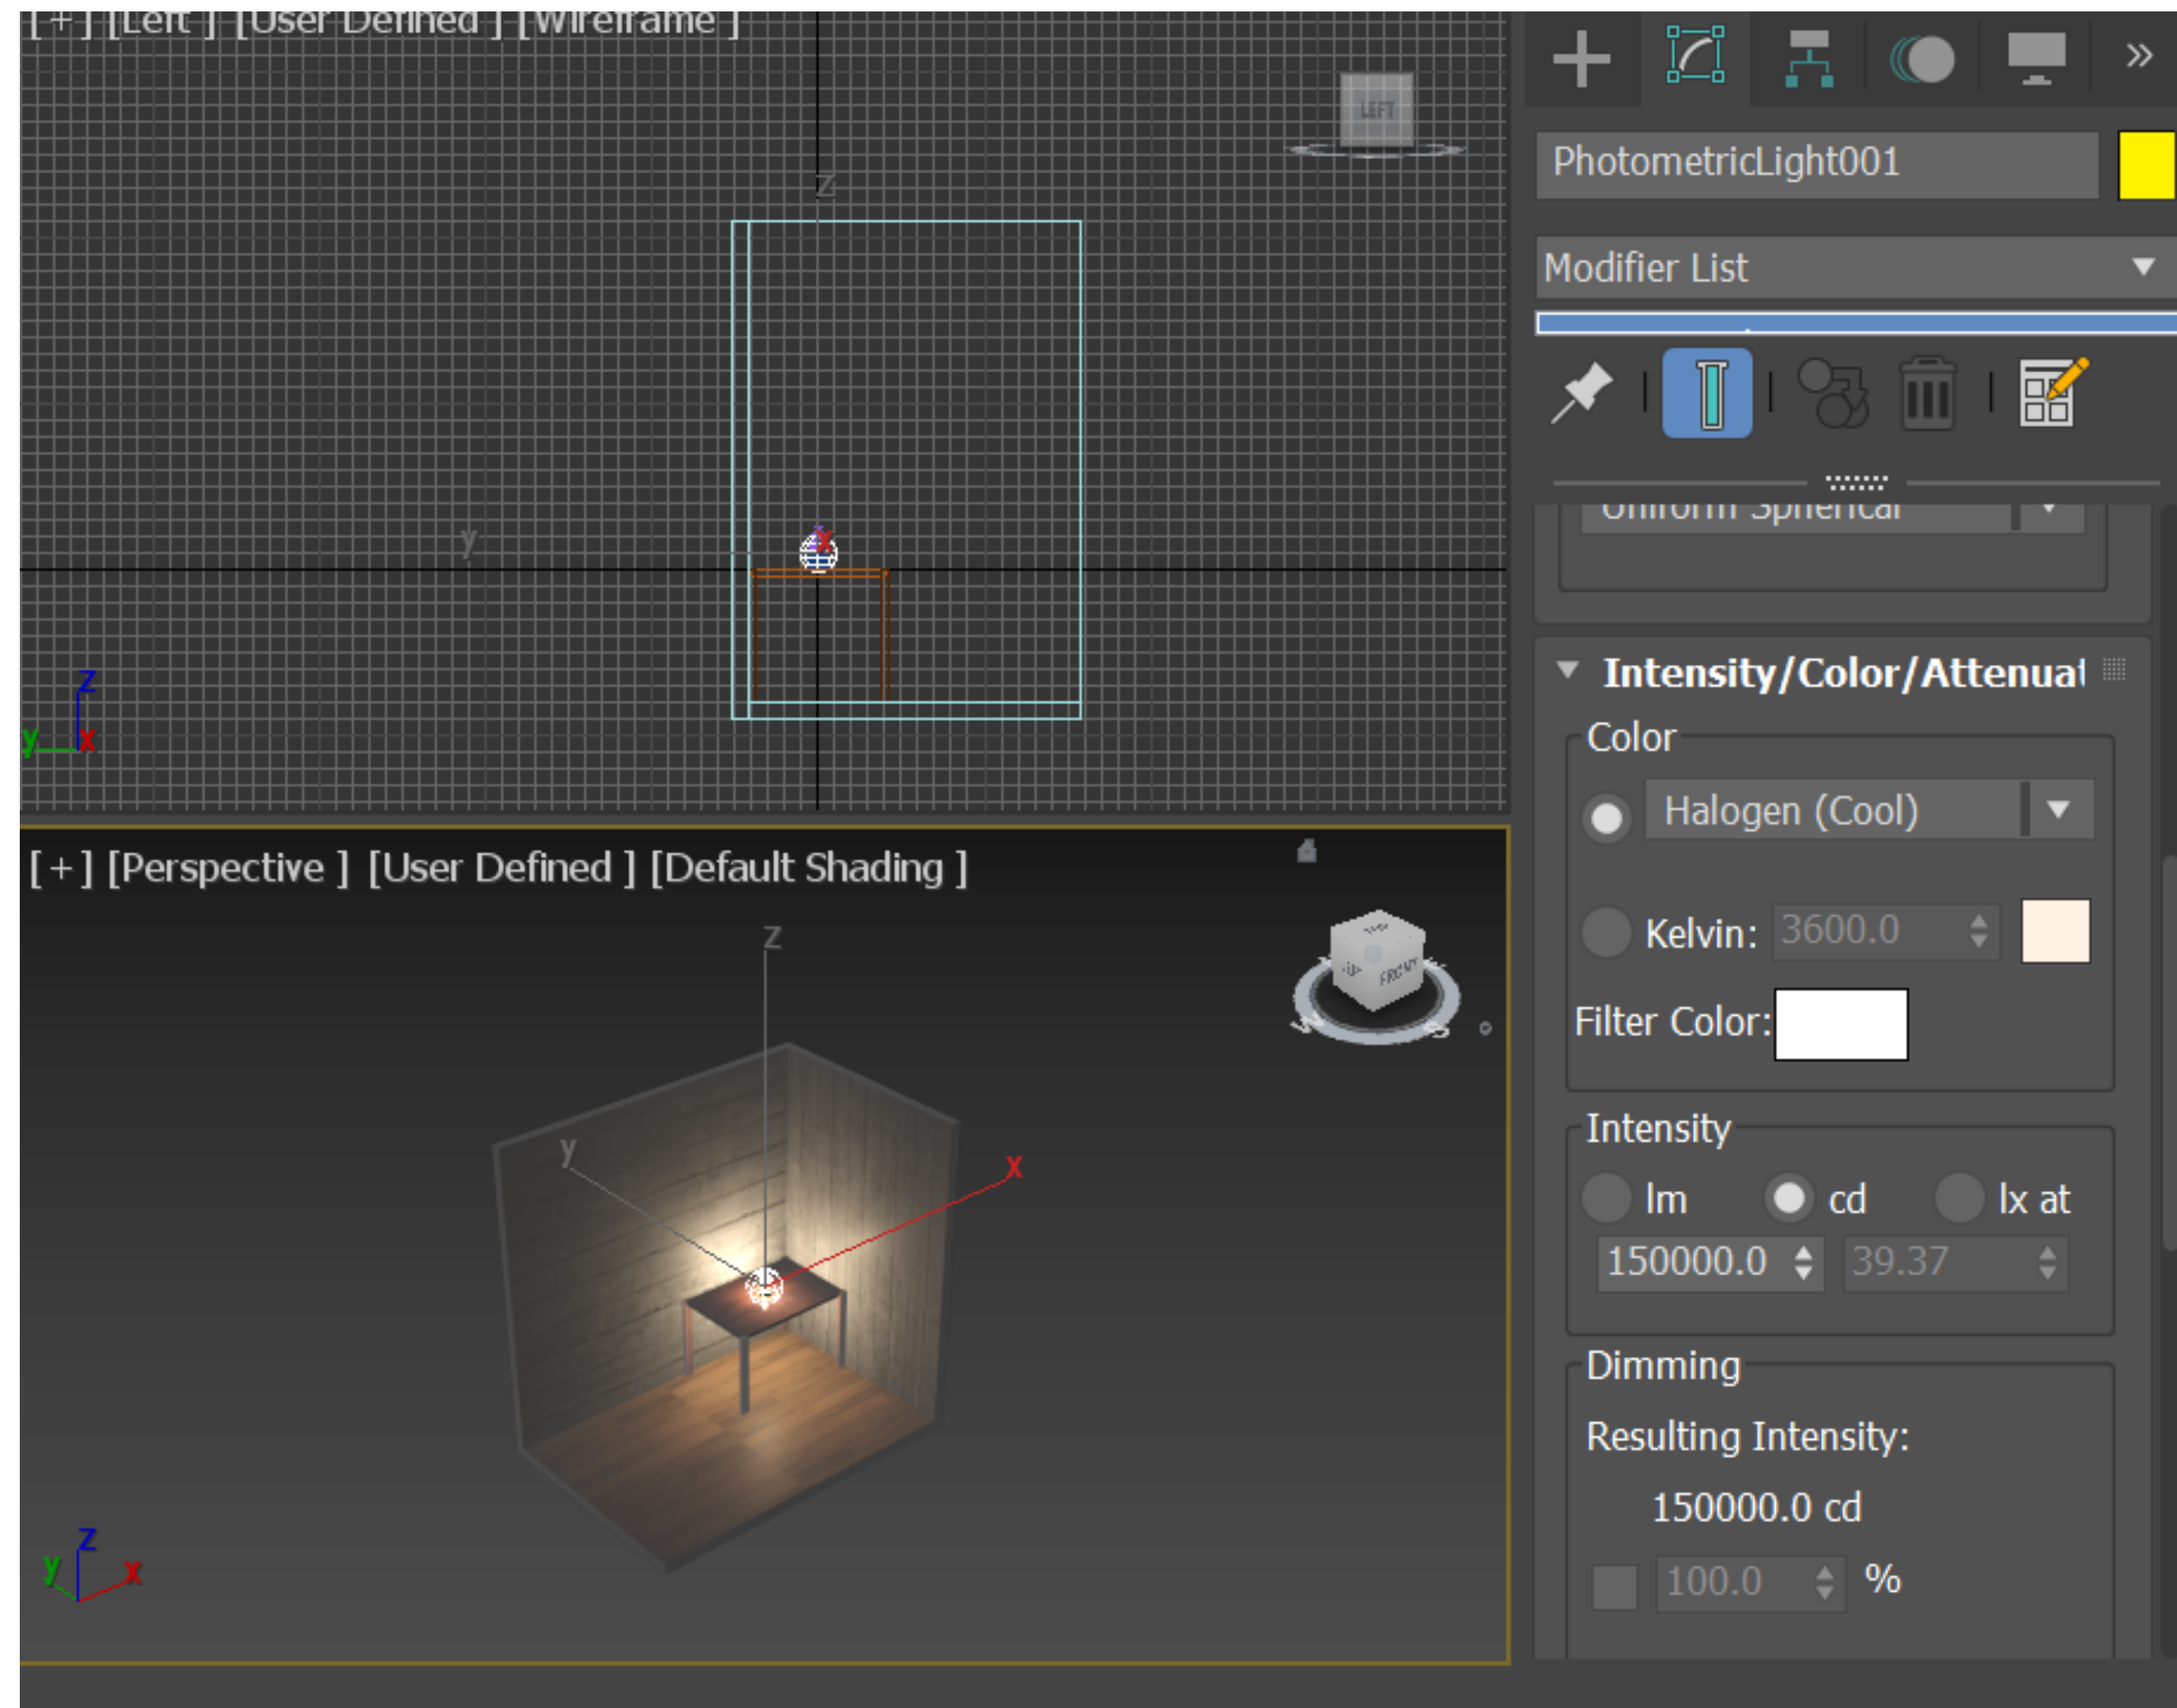 [ + ] [Left ] [User Defined ] [Wireframe ]
LEFT
z
y
x
z
y
x
[ + ] [Perspective ] [User Defined ] [Default Shading ]
FRONT
W
S
z
y
x
z
y
x
PhotometricLight001
Modifier List
Uniform Spherical
Intensity/Color/Attenuat
Color
Halogen (Cool)
Kelvin: 3600.0
Filter Color:
Intensity
lm cd lx at
150000.0 39.37
Dimming
Resulting Intensity:
150000.0 cd
100.0 %